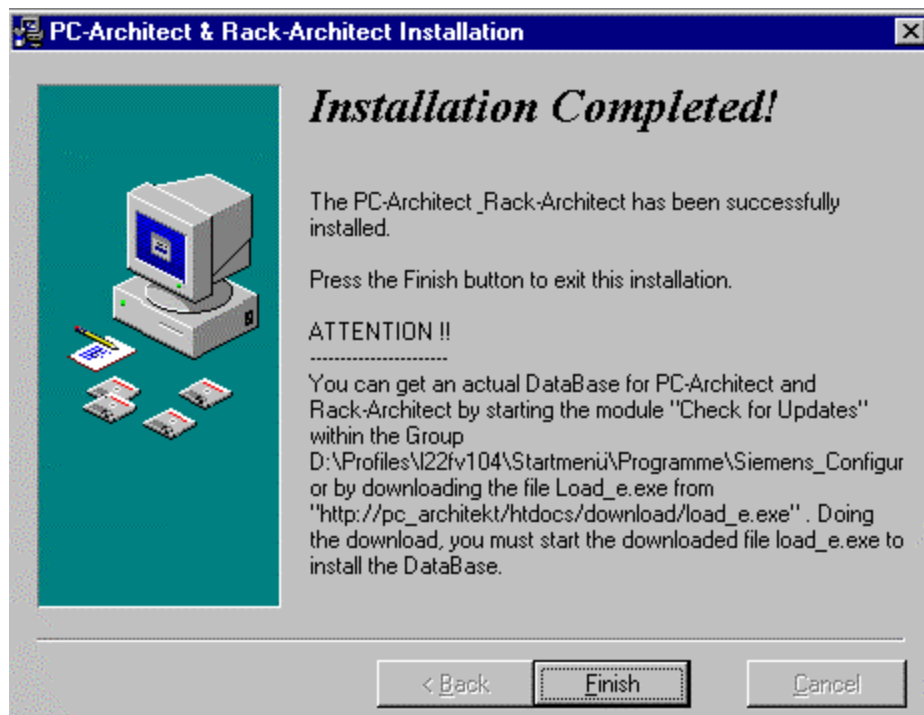 PC-Architect & Rack-Architect Installation
Installation Completed!
The PC-Architect _Rack-Architect has been successfully
installed.
Press the Finish button to exit this installation.
ATTENTION !!
-----------------------
You can get an actual DataBase for PC-Architect and
Rack-Architect by starting the module "Check for Updates"
within the Group
D:\Profiles\l22fv104\Startmenü\Programme\Siemens_Configur
or by downloading the file Load_e.exe from
"http://pc_architekt/htdocs/download/load_e.exe" . Doing
the download, you must start the downloaded file load_e.exe to
install the DataBase.
< Back
Finish
Cancel